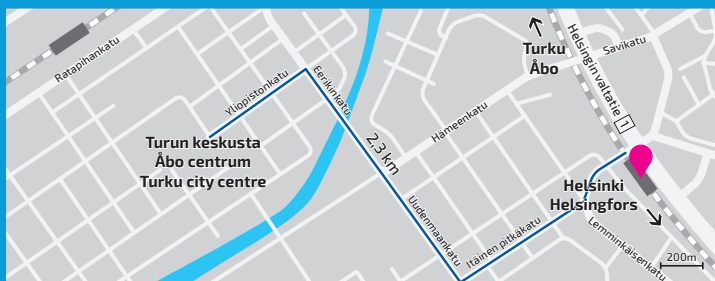 Ratapihankatu
Yliopistonkatu
Eerikinkatu
Turun keskusta
Åbo centrum
Turku city centre
2,3 km
Hämeenkatu
Uudenmaankatu
Itäinen pitkäkatu
Turku
Åbo
Helsingin valtatie
1
Savikatu
Helsinki
Helsingfors
Lemminkäisenkatu
200m